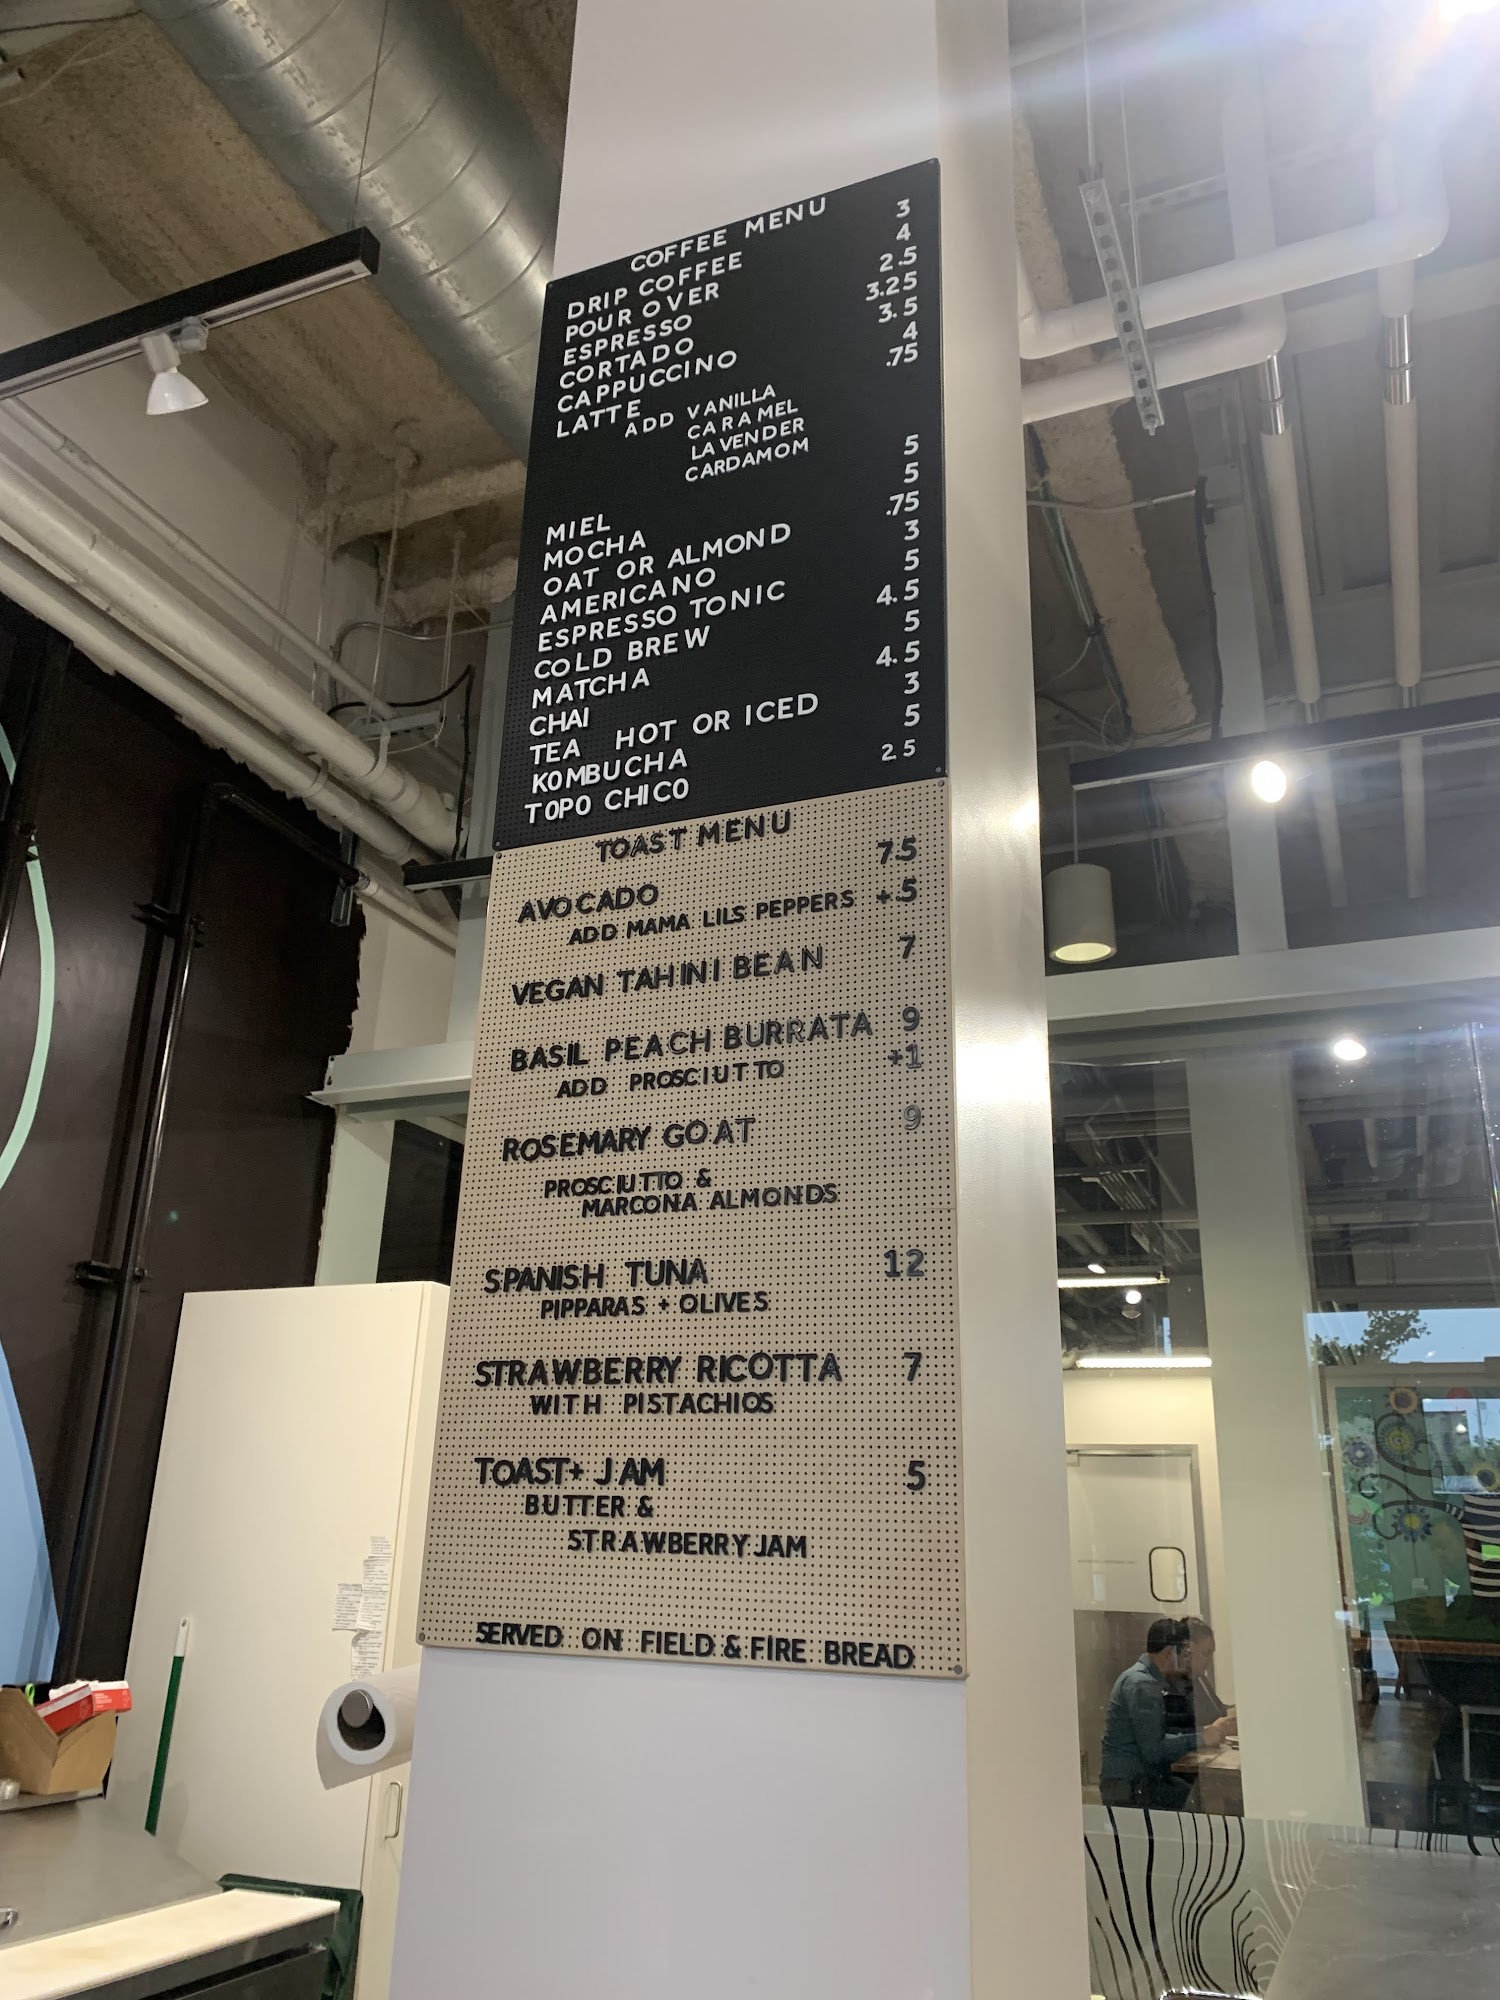 COFFEE MENU
DRIP COFFEE 3
POUR OVER 4
ESPRESSO 2.5
CORTADO 3.25
CAPPUCCINO 3.5
LATTE 4
ADD VANILLA .75
CARAMEL
LAVENDER
CARDAMOM
MIEL 5
MOCHA 5
OAT OR ALMOND .75
AMERICANO 3
ESPRESSO TONIC 5
COLD BREW 4.5
MATCHA 5
CHAI 4.5
TEA HOT OR ICED 3
KOMBUCHA 5
TOPO CHICO 2.5
TOAST MENU
AVOCADO 7.5
ADD MAMA LILS PEPPERS +.5
VEGAN TAHINI BEAN 7
BASIL PEACH BURRATA 9
ADD PROSCIUTTO +1
ROSEMARY GOAT 9
PROSCIUTTO &
MARCONA ALMONDS
SPANISH TUNA 12
PIPPARAS + OLIVES
STRAWBERRY RICOTTA 7
WITH PISTACHIOS
TOAST+ JAM 5
BUTTER &
STRAWBERRY JAM
SERVED ON FIELD & FIRE BREAD